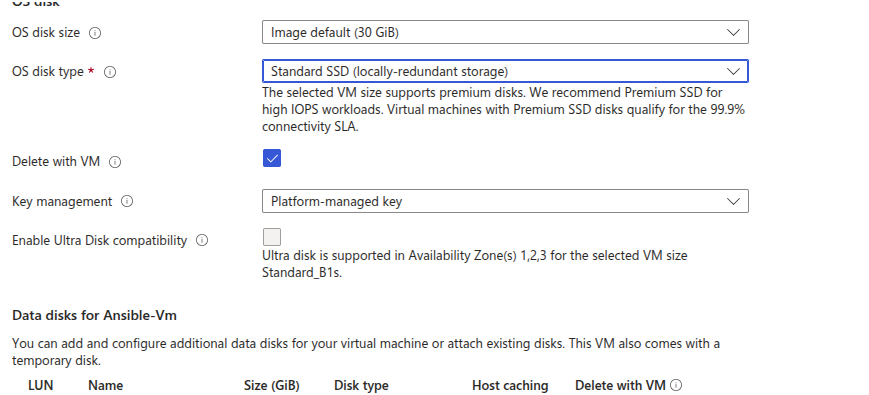 OS disk
OS disk size
Image default (30 GiB)
OS disk type *
Standard SSD (locally-redundant storage)
The selected VM size supports premium disks. We recommend Premium SSD for
high IOPS workloads. Virtual machines with Premium SSD disks qualify for the 99.9%
connectivity SLA.
Delete with VM
Key management
Platform-managed key
Enable Ultra Disk compatibility
Ultra disk is supported in Availability Zone(s) 1,2,3 for the selected VM size
Standard_B1s.
Data disks for Ansible-Vm
You can add and configure additional data disks for your virtual machine or attach existing disks. This VM also comes with a
temporary disk.
LUN Name Size (GiB) Disk type Host caching Delete with VM